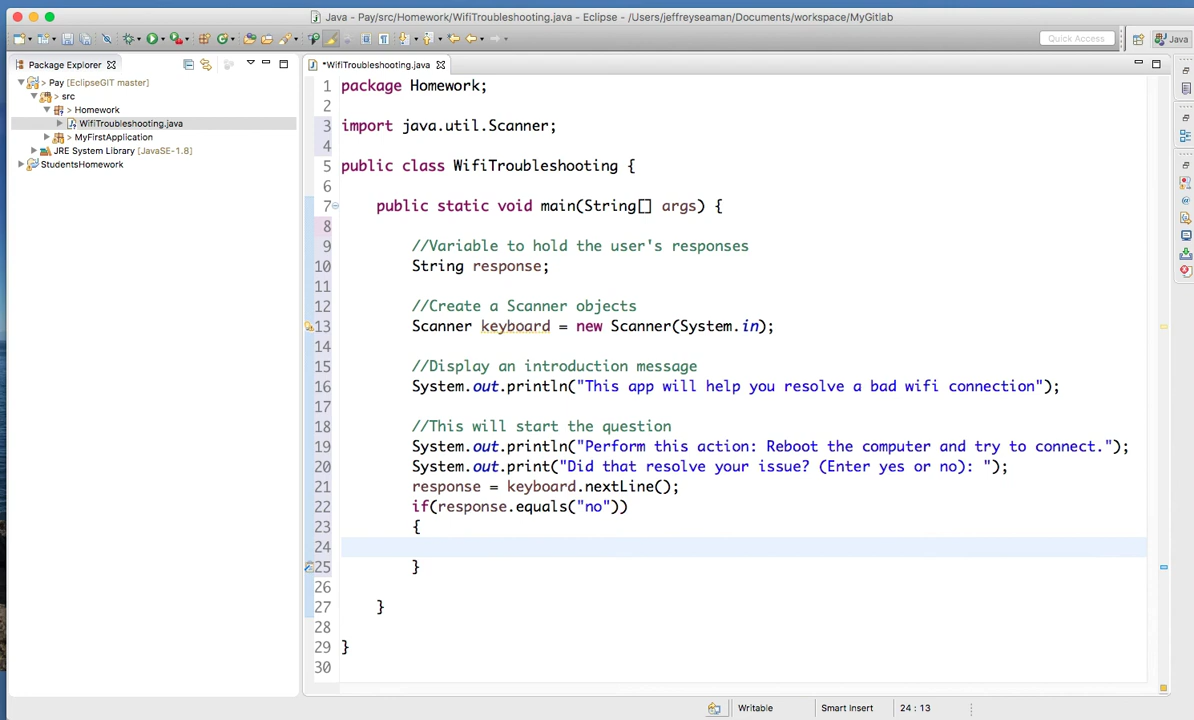 Java - Pay/src/Homework/WifiTroubleshooting.java - Eclipse - /Users/jeffreyseaman/Documents/workspace/MyGitlab
Quick Access
Java
Package Explorer
> Pay [EclipseGIT master]
> src
> Homework
WifiTroubleshooting.java
> MyFirstApplication
JRE System Library [JavaSE-1.8]
StudentsHomework
*WifiTroubleshooting.java
1 package Homework;
2
3 import java.util.Scanner;
4
5 public class WifiTroubleshooting {
6
7 public static void main(String[] args) {
8
9 //Variable to hold the user's responses
10 String response;
11
12 //Create a Scanner objects
13 Scanner keyboard = new Scanner(System.in);
14
15 //Display an introduction message
16 System.out.println("This app will help you resolve a bad wifi connection");
17
18 //This will start the question
19 System.out.println("Perform this action: Reboot the computer and try to connect.");
20 System.out.print("Did that resolve your issue? (Enter yes or no): ");
21 response = keyboard.nextLine();
22 if(response.equals("no"))
23 {
24
25 }
26
27 }
28
29 }
30
Writable
Smart Insert
24 : 13